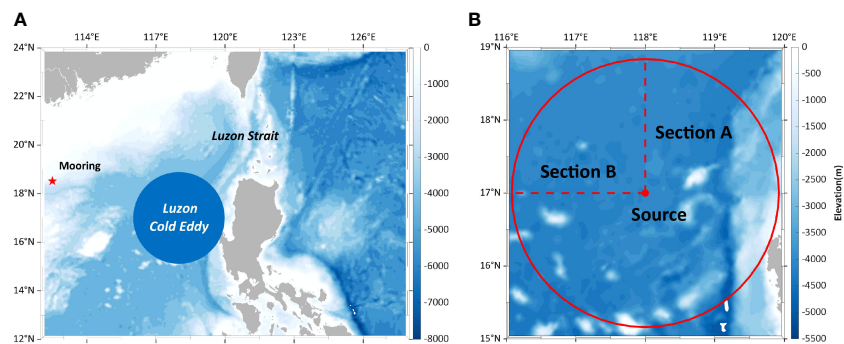 A
114°E 117°E 120°E 123°E 126°E
24°N
22°N
20°N
18°N
16°N
14°N
12°N
Luzon Strait
Mooring
Luzon
Cold Eddy
0
-1000
-2000
-3000
-4000
-5000
-6000
-7000
-8000
B
116°E 117°E 118°E 119°E 120°E
19°N
18°N
17°N
16°N
15°N
Section A
Section B
Source
0
-500
-1000
-1500
-2000
-2500
-3000
-3500
-4000
-4500
-5000
-5500
Elevation(m)